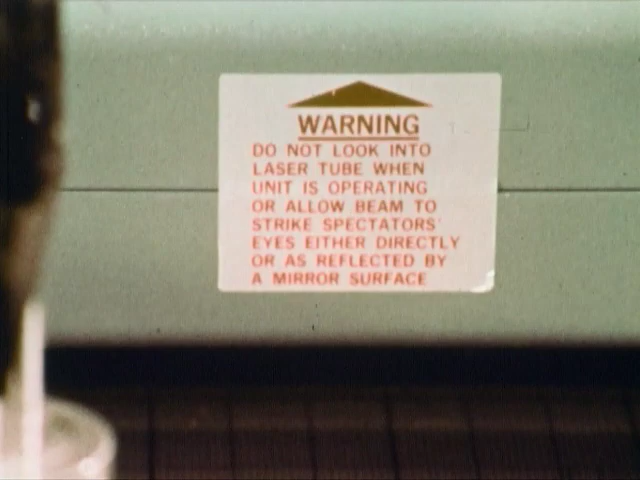 WARNING
DO NOT LOOK INTO
LASER TUBE WHEN
UNIT IS OPERATING
OR ALLOW BEAM TO
STRIKE SPECTATORS'
EYES EITHER DIRECTLY
OR AS REFLECTED BY
A MIRROR SURFACE